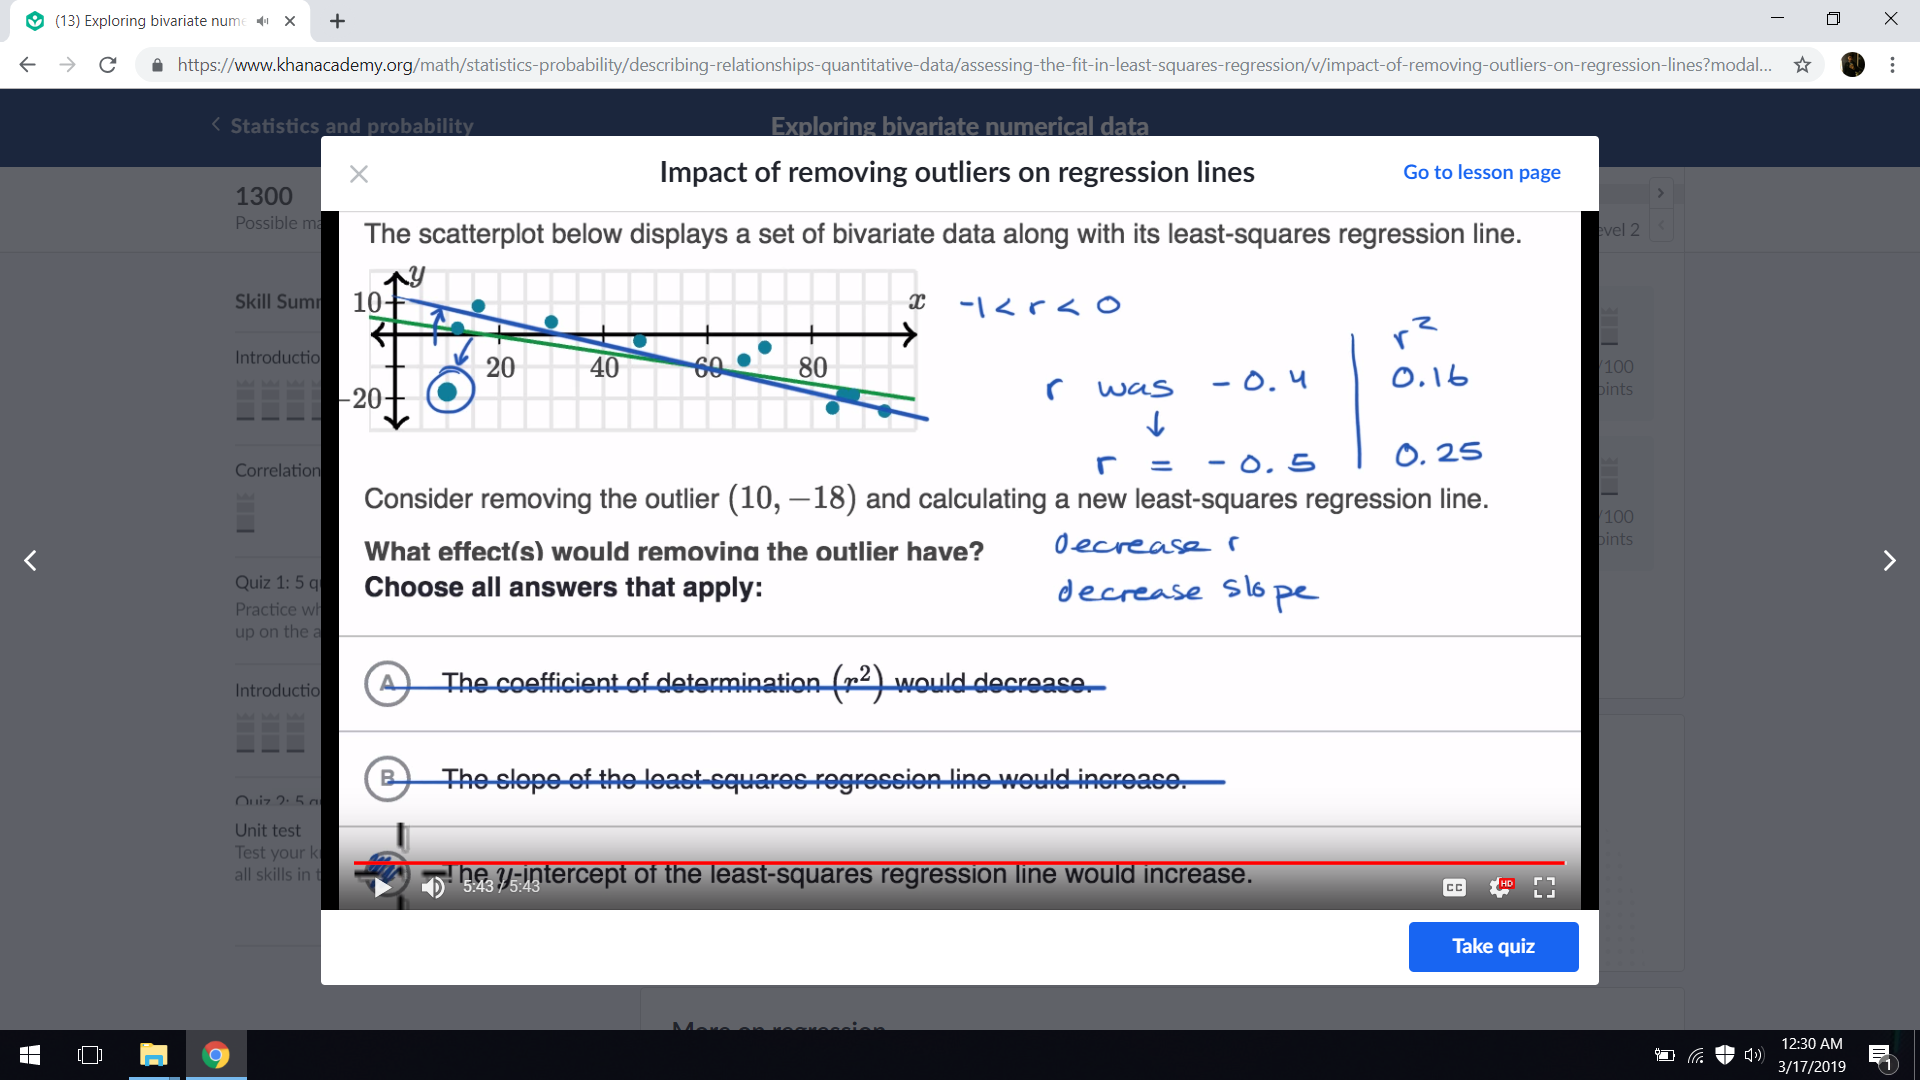 (13) Exploring bivariate nume
https://www.khanacademy.org/math/statistics-probability/describing-relationships-quantitative-data/assessing-the-fit-in-least-squares-regression/v/impact-of-removing-outliers-on-regression-lines?modal...
Statistics and probability
Exploring bivariate numerical data
Impact of removing outliers on regression lines
Go to lesson page
1300
Possible ma
evel 2
The scatterplot below displays a set of bivariate data along with its least-squares regression line.
y
10
x
20 40 60 80
-20
-1 < r < 0
r was -0.4
r = -0.5
r²
0.16
0.25
Skill Summ
Introductio
Correlation
Quiz 1: 5 q
Practice wh
up on the a
Introductio
Quiz 2: 5 q
Unit test
Test your k
all skills in t
/100
oints
/100
oints
Consider removing the outlier (10, −18) and calculating a new least-squares regression line.
What effect(s) would removing the outlier have?
Choose all answers that apply:
decrease r
decrease slope
A The coefficient of determination (r²) would decrease.
B The slope of the least-squares regression line would increase.
The y-intercept of the least-squares regression line would increase.
5:43 / 5:43
CC
HD
Take quiz
More on regression
12:30 AM
3/17/2019
1